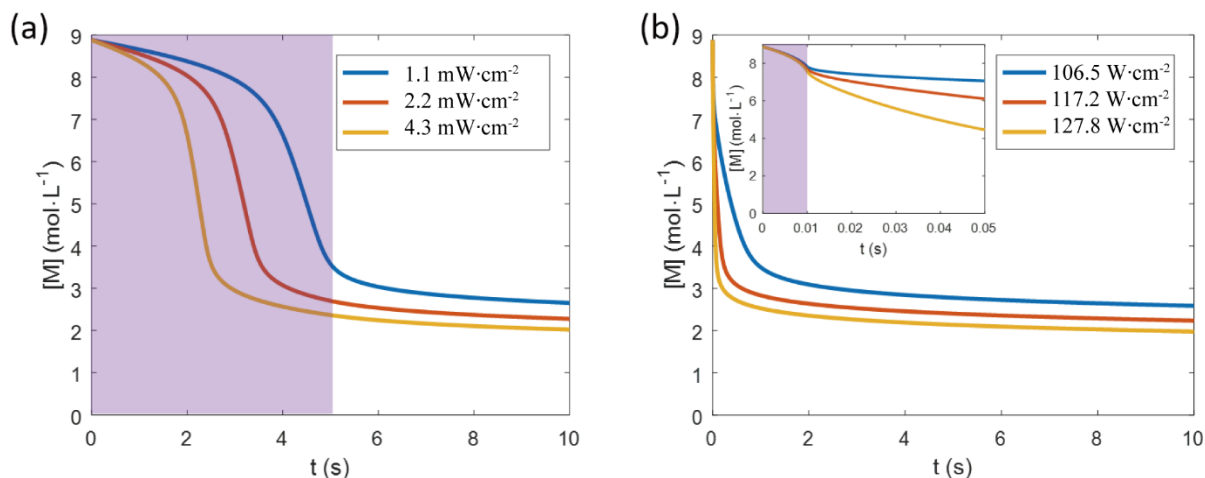 (a)
9
8
7
6
5
4
3
2
1
0
[M] (mol·L⁻¹)
0 2 4 6 8 10
t (s)
1.1 mW·cm⁻²
2.2 mW·cm⁻²
4.3 mW·cm⁻²
(b)
9
8
7
6
5
4
3
2
1
0
[M] (mol·L⁻¹)
0 2 4 6 8 10
t (s)
106.5 W·cm⁻²
117.2 W·cm⁻²
127.8 W·cm⁻²
8
6
4
2
0
[M] (mol·L⁻¹)
0 0.01 0.02 0.03 0.04 0.05
t (s)